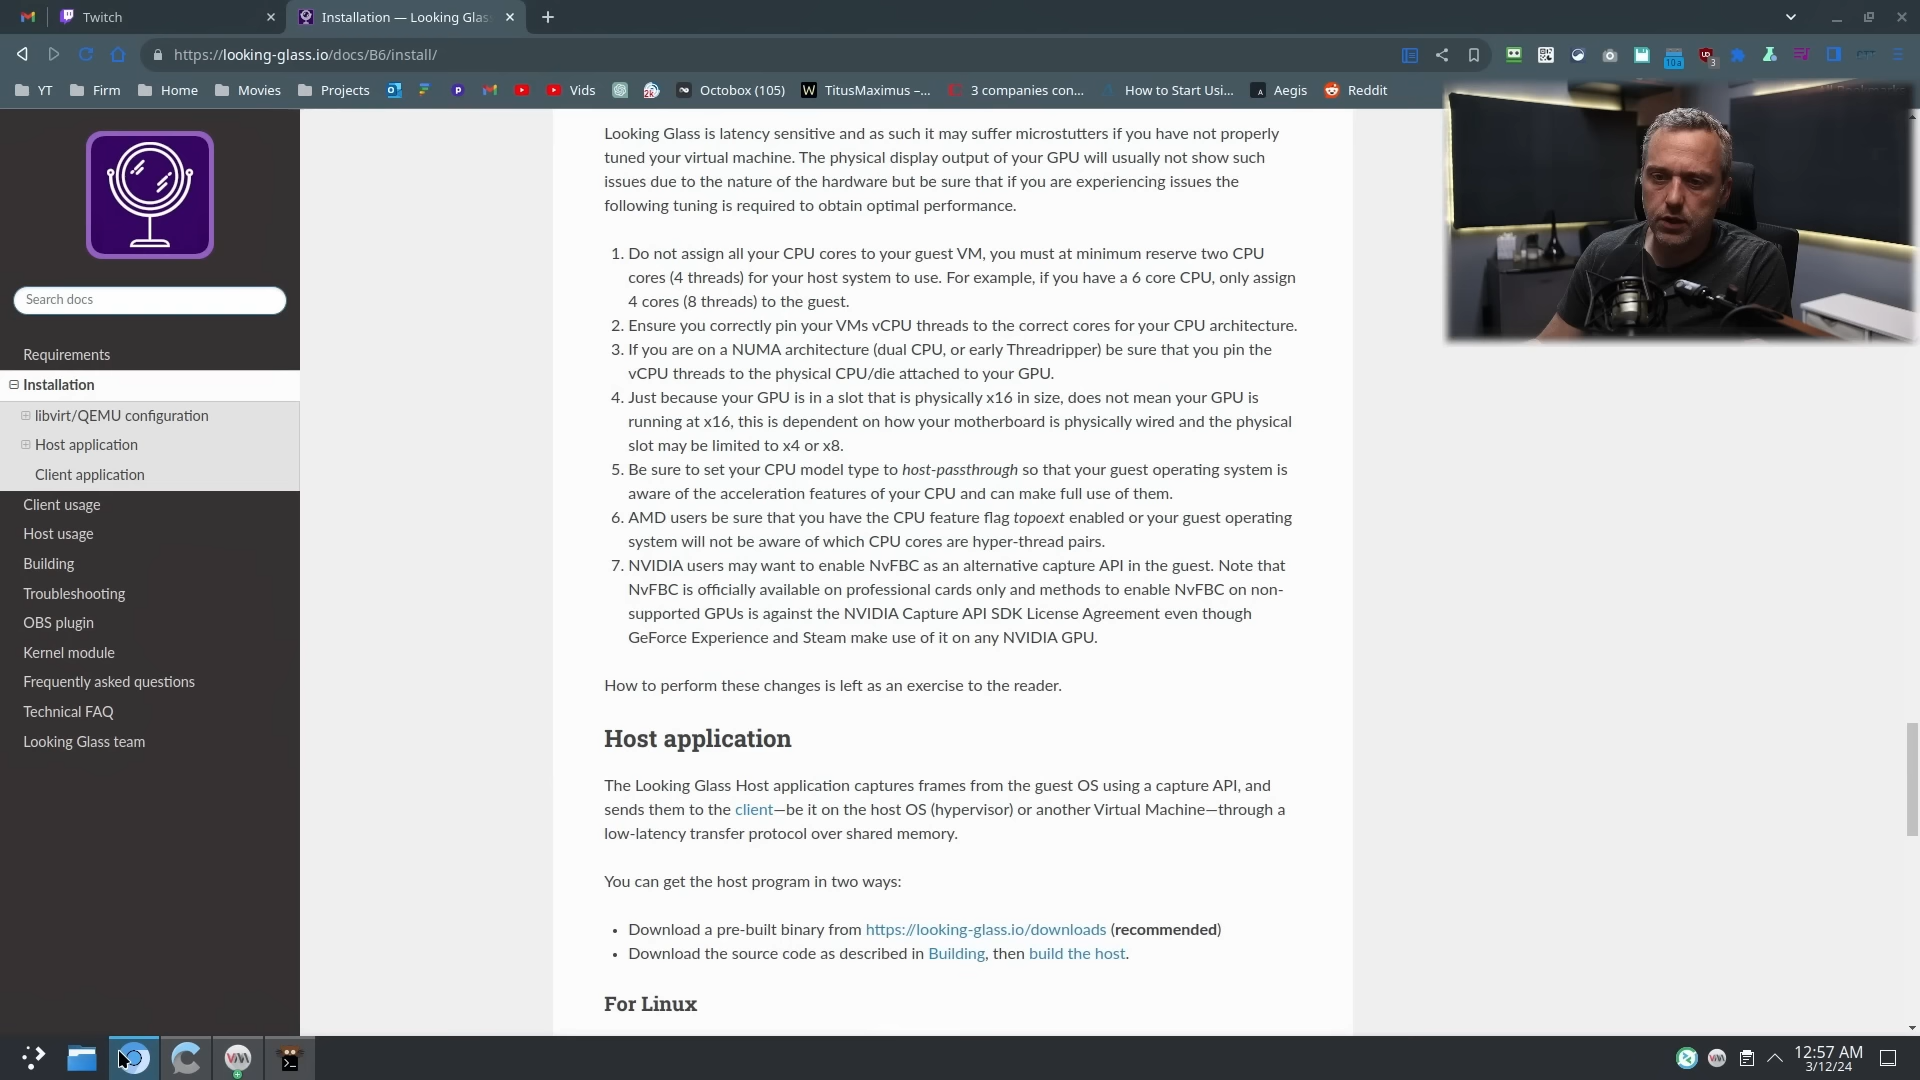 Twitch
Installation — Looking Glas
https://looking-glass.io/docs/B6/install/
10a
3
YT
Firm
Home
Movies
Projects
Vids
Octobox (105)
TitusMaximus –...
3 companies con...
How to Start Usi...
Aegis
Reddit
Search docs
Requirements
Installation
libvirt/QEMU configuration
Host application
Client application
Client usage
Host usage
Building
Troubleshooting
OBS plugin
Kernel module
Frequently asked questions
Technical FAQ
Looking Glass team
Looking Glass is latency sensitive and as such it may suffer microstutters if you have not properly
tuned your virtual machine. The physical display output of your GPU will usually not show such
issues due to the nature of the hardware but be sure that if you are experiencing issues the
following tuning is required to obtain optimal performance.
1. Do not assign all your CPU cores to your guest VM, you must at minimum reserve two CPU
cores (4 threads) for your host system to use. For example, if you have a 6 core CPU, only assign
4 cores (8 threads) to the guest.
2. Ensure you correctly pin your VMs vCPU threads to the correct cores for your CPU architecture.
3. If you are on a NUMA architecture (dual CPU, or early Threadripper) be sure that you pin the
vCPU threads to the physical CPU/die attached to your GPU.
4. Just because your GPU is in a slot that is physically x16 in size, does not mean your GPU is
running at x16, this is dependent on how your motherboard is physically wired and the physical
slot may be limited to x4 or x8.
5. Be sure to set your CPU model type to host-passthrough so that your guest operating system is
aware of the acceleration features of your CPU and can make full use of them.
6. AMD users be sure that you have the CPU feature flag topoext enabled or your guest operating
system will not be aware of which CPU cores are hyper-thread pairs.
7. NVIDIA users may want to enable NvFBC as an alternative capture API in the guest. Note that
NvFBC is officially available on professional cards only and methods to enable NvFBC on non-
supported GPUs is against the NVIDIA Capture API SDK License Agreement even though
GeForce Experience and Steam make use of it on any NVIDIA GPU.
How to perform these changes is left as an exercise to the reader.
Host application
The Looking Glass Host application captures frames from the guest OS using a capture API, and
sends them to the client—be it on the host OS (hypervisor) or another Virtual Machine—through a
low-latency transfer protocol over shared memory.
You can get the host program in two ways:
• Download a pre-built binary from https://looking-glass.io/downloads (recommended)
• Download the source code as described in Building, then build the host.
For Linux
12:57 AM
3/12/24